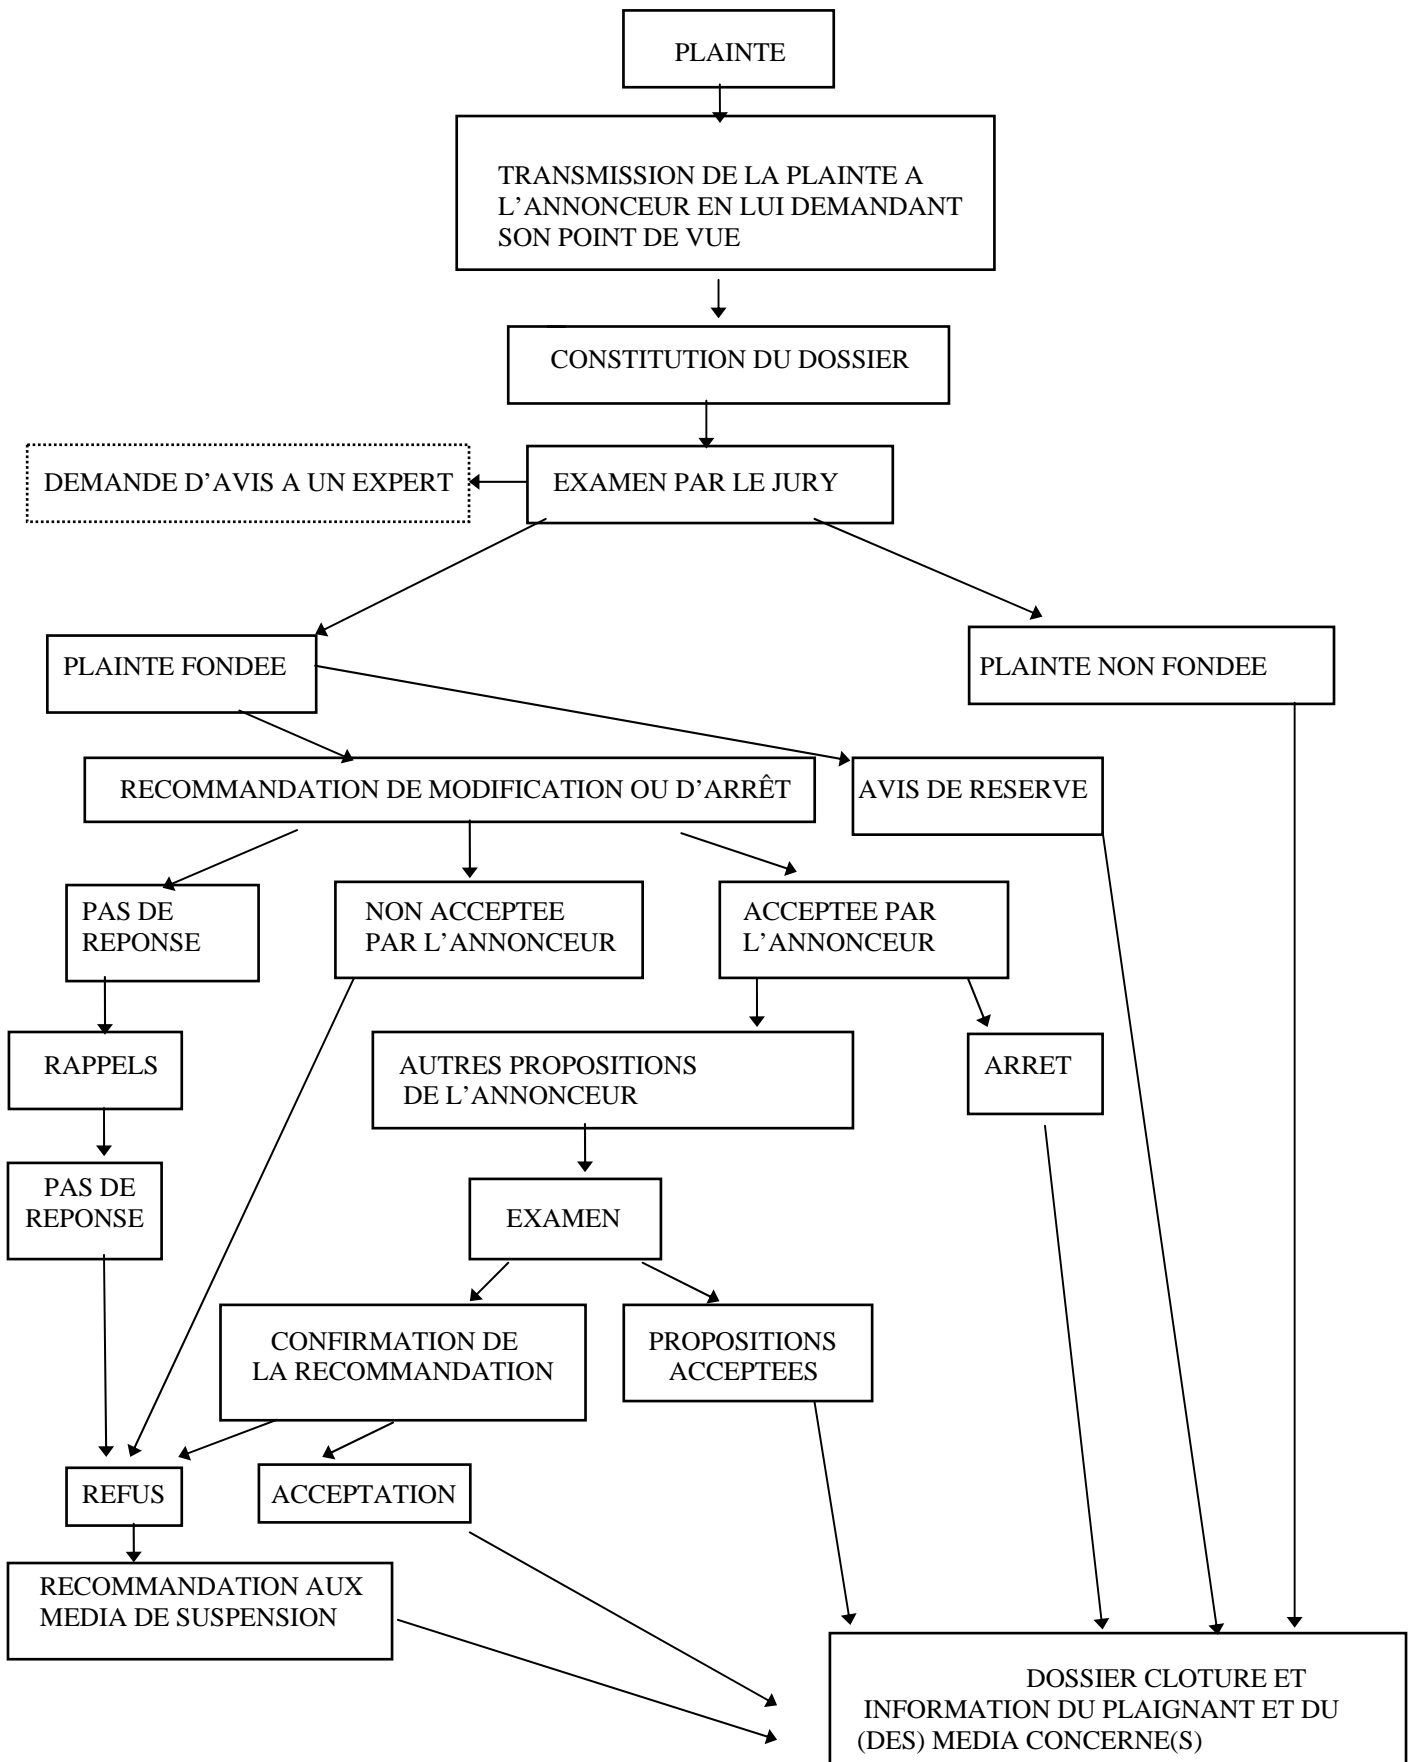 PLAINTE
TRANSMISSION DE LA PLAINTE A
L’ANNONCEUR EN LUI DEMANDANT
SON POINT DE VUE
CONSTITUTION DU DOSSIER
DEMANDE D’AVIS A UN EXPERT
EXAMEN PAR LE JURY
PLAINTE FONDEE
PLAINTE NON FONDEE
RECOMMANDATION DE MODIFICATION OU D’ARRÊT
AVIS DE RESERVE
PAS DE
REPONSE
NON ACCEPTEE
PAR L’ANNONCEUR
ACCEPTEE PAR
L’ANNONCEUR
RAPPELS
AUTRES PROPOSITIONS
DE L’ANNONCEUR
ARRET
PAS DE
REPONSE
EXAMEN
CONFIRMATION DE
LA RECOMMANDATION
PROPOSITIONS
ACCEPTEES
REFUS
ACCEPTATION
RECOMMANDATION AUX
MEDIA DE SUSPENSION
DOSSIER CLOTURE ET
INFORMATION DU PLAIGNANT ET DU
(DES) MEDIA CONCERNE(S)